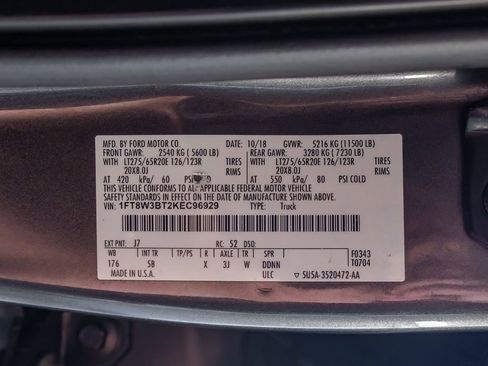 MFD. BY FORD MOTOR CO. 10/18 GVWR: 5216 KG (11500 LB)
FRONT GAWR: 2540 KG (5600 LB) REAR GAWR: 3280 KG (7230 LB)
WITH LT275/65R20E 126/123R TIRES WITH LT275/65R20E 126/123R TIRES
20X8.0J RIMS 20X8.0J RIMS
AT 420 kPa/ 60 AT 550 kPa/ 80 PSI COLD
THIS VEHICLE CONFORMS TO ALL APPLICABLE FEDERAL MOTOR VEHICLE
SAFETY STANDARDS IN EFFECT ON THE DATE OF MANUFACTURE SHOWN ABOVE.
VIN: 1FT8W3BT2KEC96929 TYPE: Truck
EXT PNT: J7 RC: 52 DSO: F0343
WB INT TR TP/PS R AXLE TR SPR T0704
176 5B X 3J W DDNN
MADE IN U.S.A. ULC 5U5A-3520472-AA